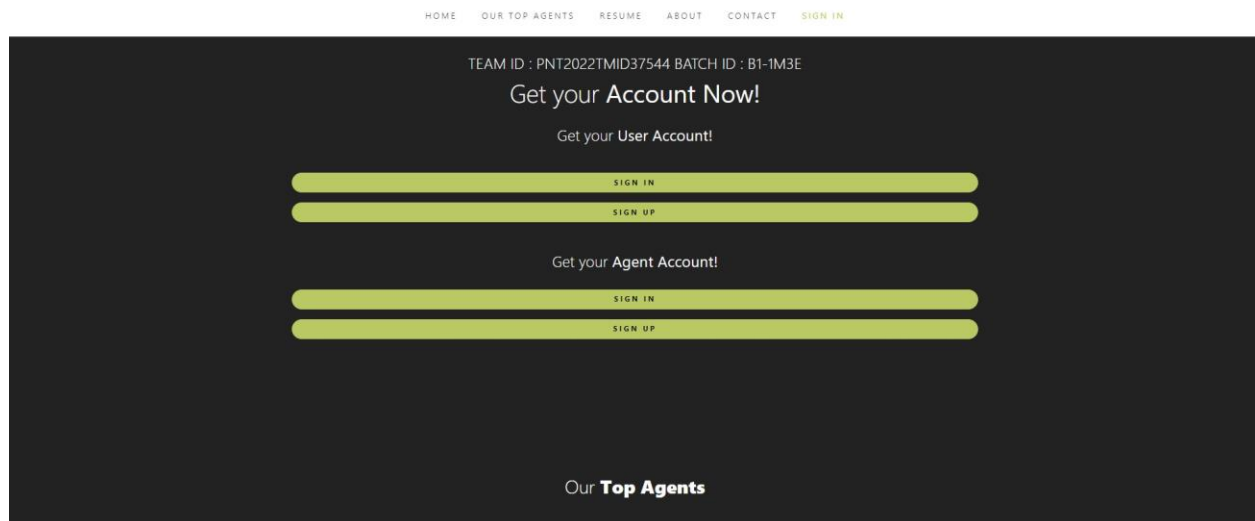 HOME OUR TOP AGENTS RESUME ABOUT CONTACT SIGN IN
TEAM ID : PNT2022TMID37544 BATCH ID : B1-1M3E
Get your Account Now!
Get your User Account!
SIGN IN
SIGN UP
Get your Agent Account!
SIGN IN
SIGN UP
Our Top Agents